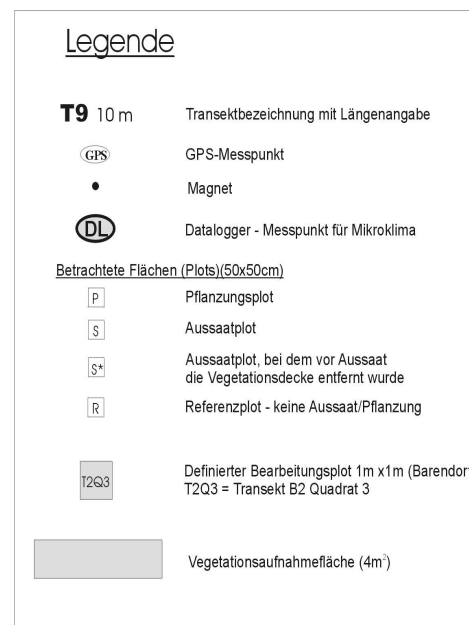 Legende
T9 10 m Transektbezeichnung mit Längenangabe
GPS GPS-Messpunkt
Magnet
DL Datalogger - Messpunkt für Mikroklima
Betrachtete Flächen (Plots)(50x50cm)
P Pflanzungsplot
S Aussaatplot
S* Aussaatplot, bei dem vor Aussaat
die Vegetationsdecke entfernt wurde
R Referenzplot - keine Aussaat/Pflanzung
T2Q3 Definierter Bearbeitungsplot 1m x1m (Barendorf
T2Q3 = Transekt B2 Quadrat 3
Vegetationsaufnahmefläche (4m²)